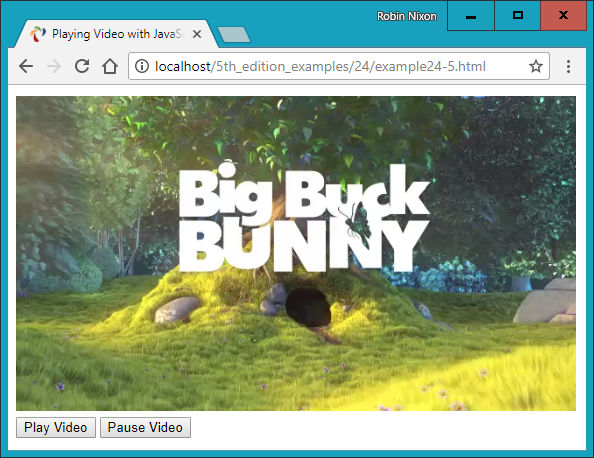 Robin Nixon
Playing Video with JavaS
localhost/5th_edition_examples/24/example24-5.html
Big Buck
BUNNY
Play Video Pause Video